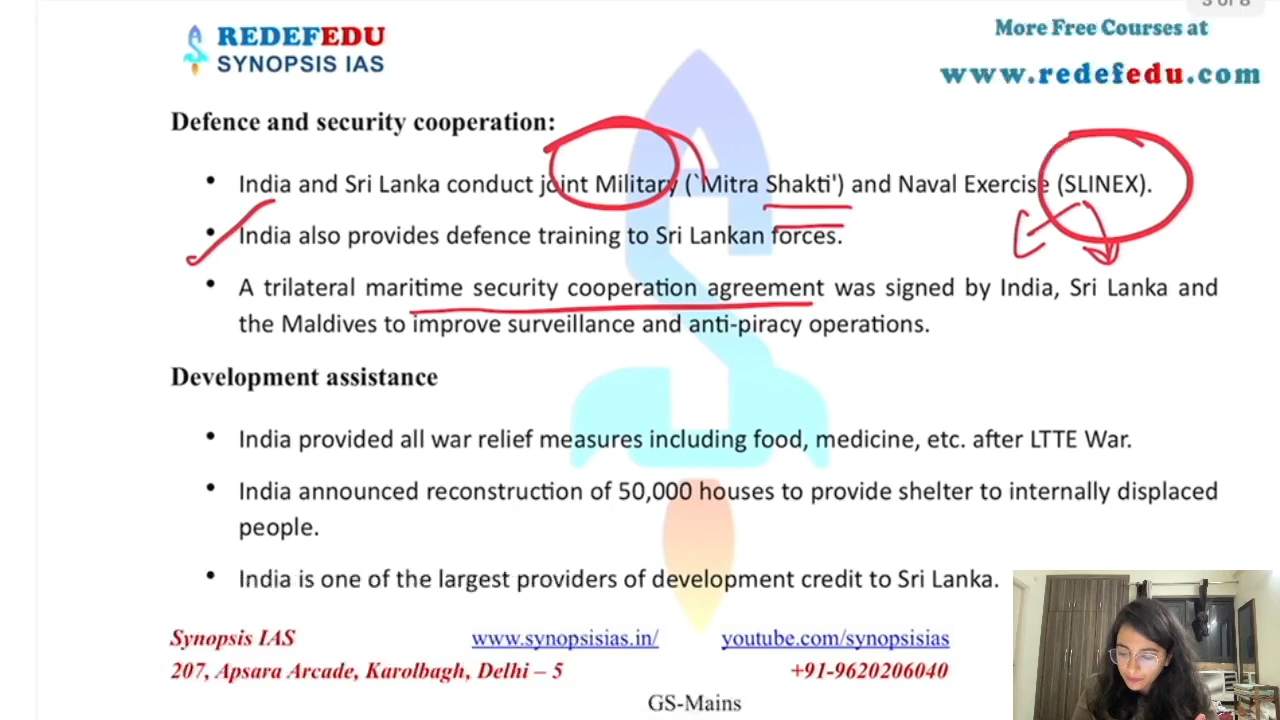 3 of 8
REDEFEDU
SYNOPSIS IAS
More Free Courses at
www.redefedu.com
Defence and security cooperation:
• India and Sri Lanka conduct joint Military (`Mitra Shakti') and Naval Exercise (SLINEX).
• India also provides defence training to Sri Lankan forces.
• A trilateral maritime security cooperation agreement was signed by India, Sri Lanka and
the Maldives to improve surveillance and anti-piracy operations.
Development assistance
• India provided all war relief measures including food, medicine, etc. after LTTE War.
• India announced reconstruction of 50,000 houses to provide shelter to internally displaced
people.
• India is one of the largest providers of development credit to Sri Lanka.
Synopsis IAS www.synopsisias.in/ youtube.com/synopsisias
207, Apsara Arcade, Karolbagh, Delhi – 5 +91-9620206040
GS-Mains